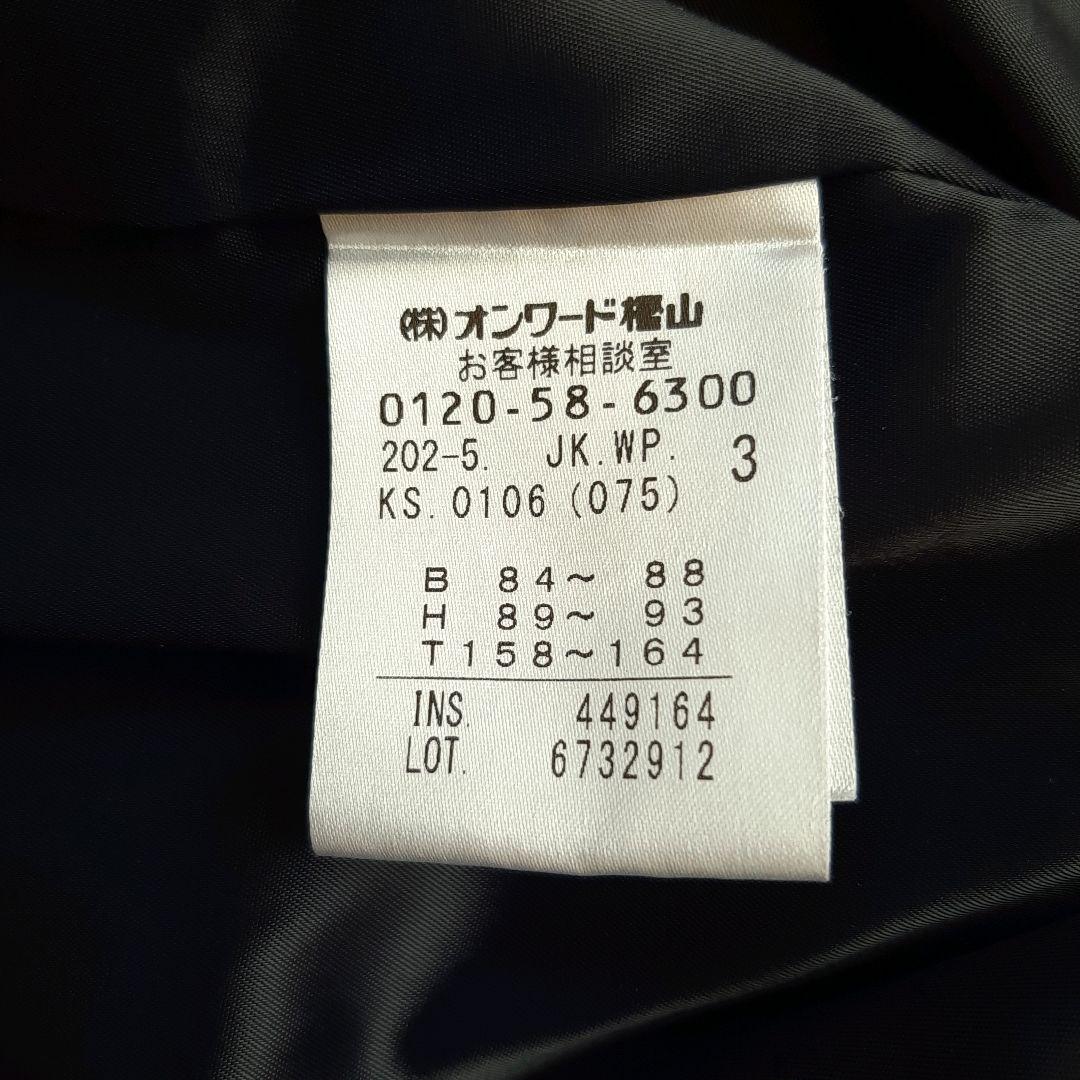 (株)オンワード樫山
お客様相談室
0120-58-6300
202-5. JK.WP. 3
KS.0106(075)
B 84~ 88
H 89~ 93
T158~164
INS. 449164
LOT. 6732912